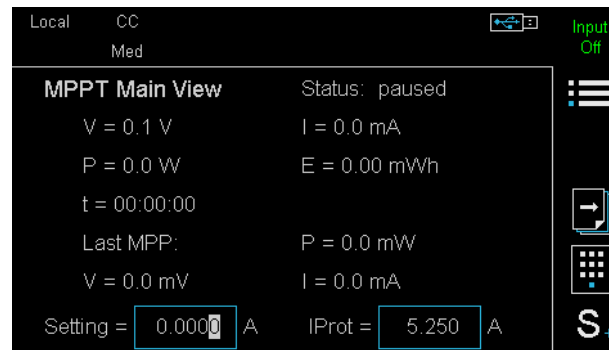 Local CC
Med
Input
Off
MPPT Main View Status: paused
V = 0.1 V I = 0.0 mA
P = 0.0 W E = 0.00 mWh
t = 00:00:00
Last MPP: P = 0.0 mW
V = 0.0 mV I = 0.0 mA
Setting = 0.0000 A IProt = 5.250 A
S